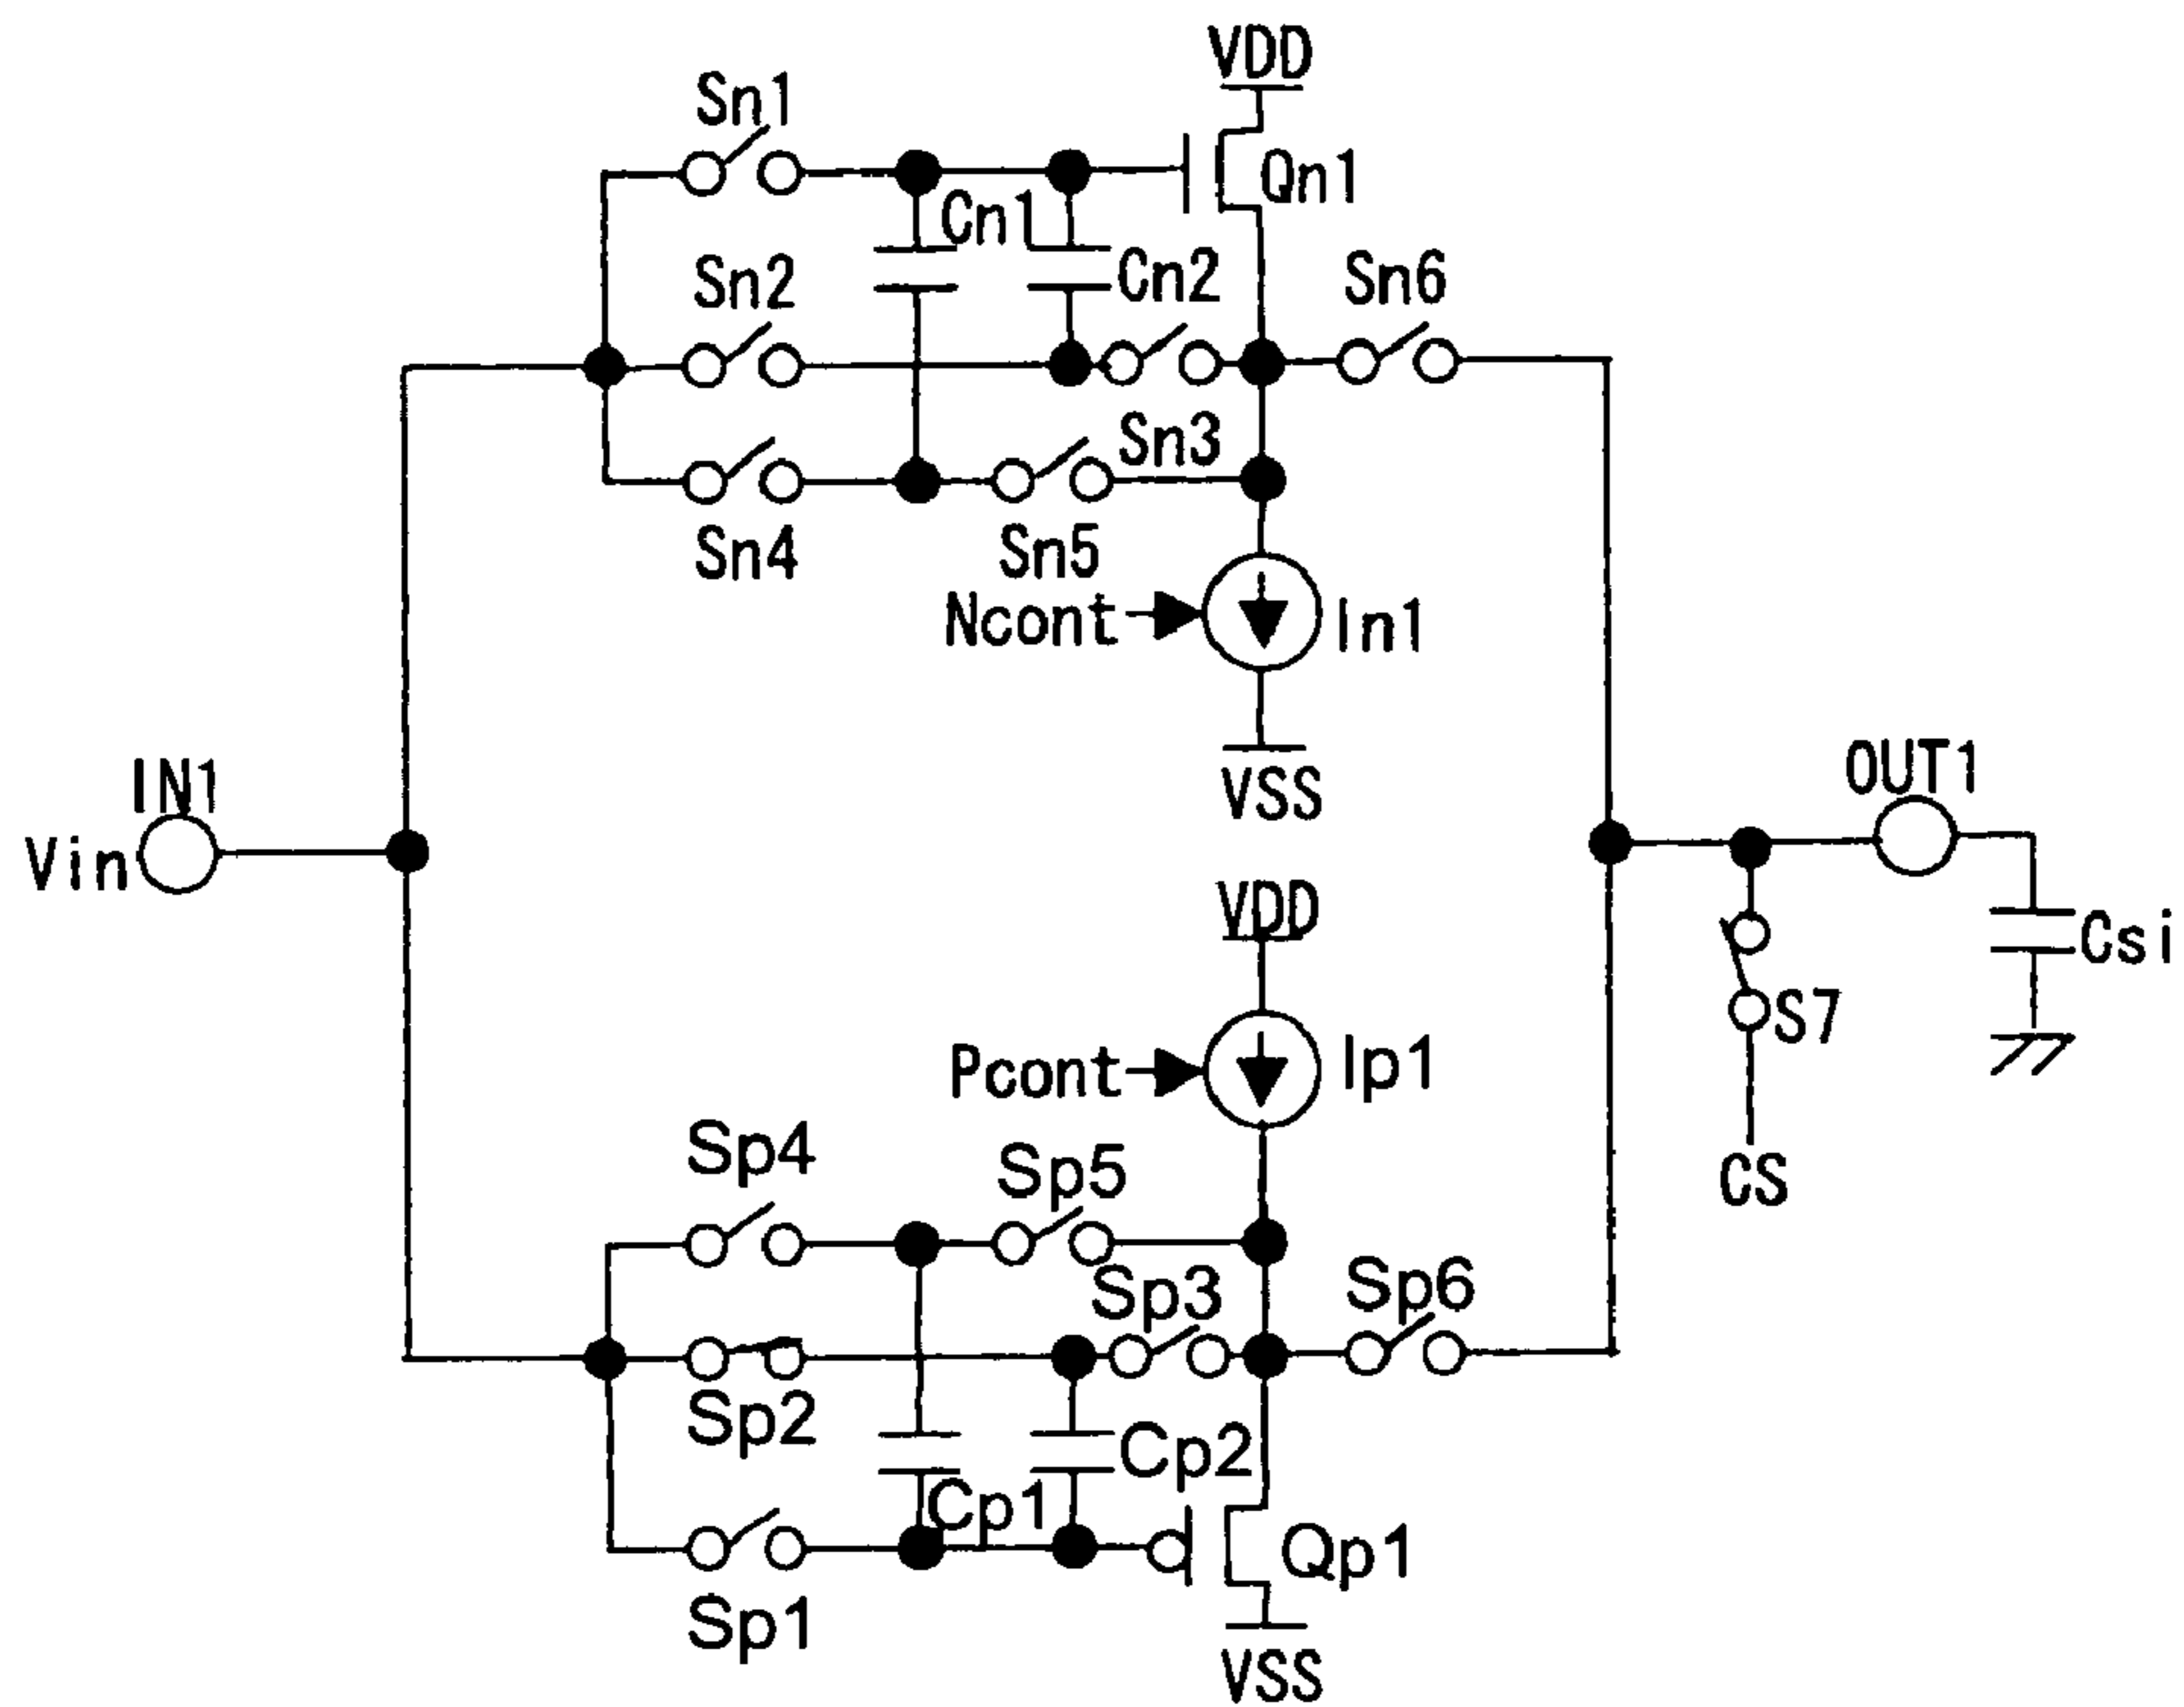 VDD
Sn1
Qn1
Cn1
Sn2
Cn2
Sn6
Sn3
Sn4
Sn5
Ncont
In1
VSS
IN1
OUT1
Vin
VDD
Csi
S7
Pcont
Ip1
Sp4
Sp5
CS
Sp3
Sp6
Sp2
Cp2
Cp1
Qp1
Sp1
VSS